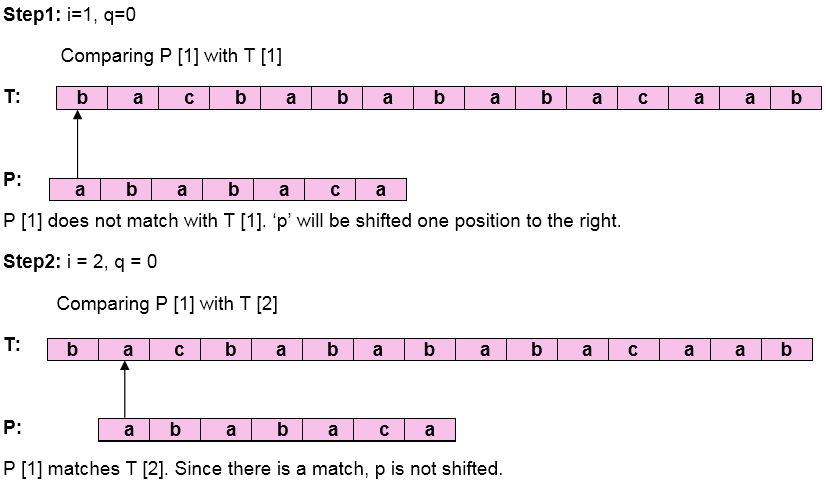 Step1: i=1, q=0
Comparing P [1] with T [1]
T: b a c b a b a b a b a c a a b
P: a b a b a c a
P [1] does not match with T [1]. ‘p’ will be shifted one position to the right.
Step2: i = 2, q = 0
Comparing P [1] with T [2]
T: b a c b a b a b a b a c a a b
P: a b a b a c a
P [1] matches T [2]. Since there is a match, p is not shifted.